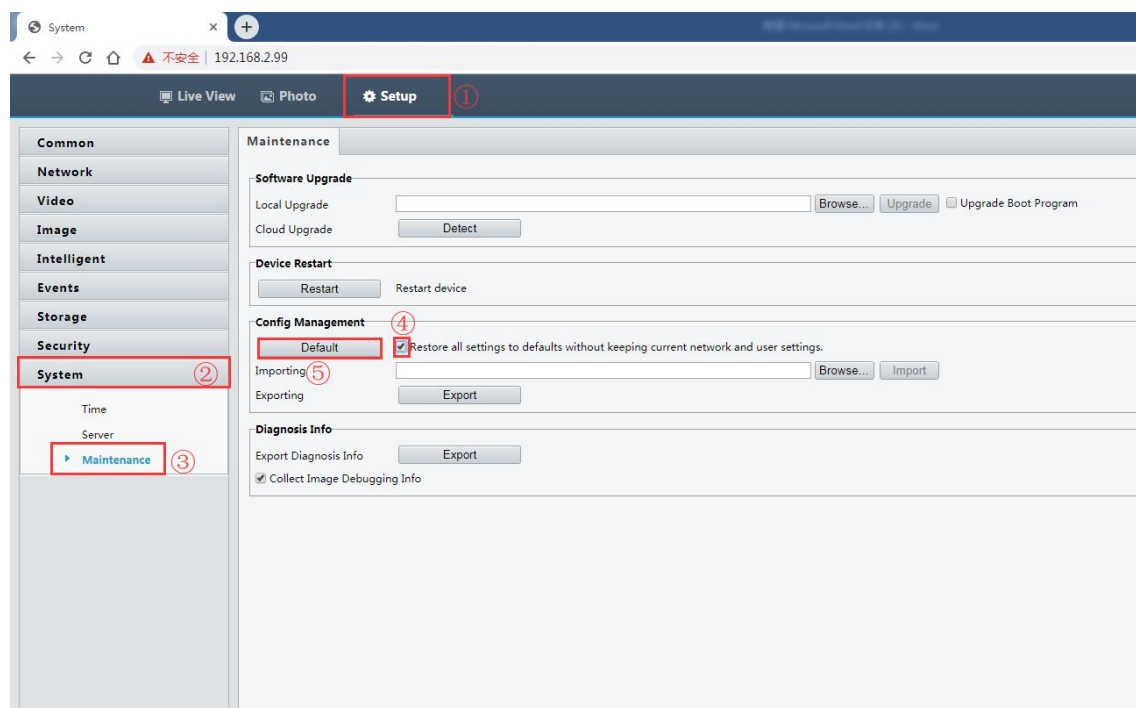 System × +
不安全 | 192.168.2.99
Live View Photo Setup ①
Common
Network
Video
Image
Intelligent
Events
Storage
Security
System ②
Time
Server
Maintenance ③
Maintenance
Software Upgrade
Local Upgrade Browse... Upgrade Upgrade Boot Program
Cloud Upgrade Detect
Device Restart
Restart Restart device
Config Management ④
Default Restore all settings to defaults without keeping current network and user settings.
Importing ⑤ Browse... Import
Exporting Export
Diagnosis Info
Export Diagnosis Info Export
Collect Image Debugging Info